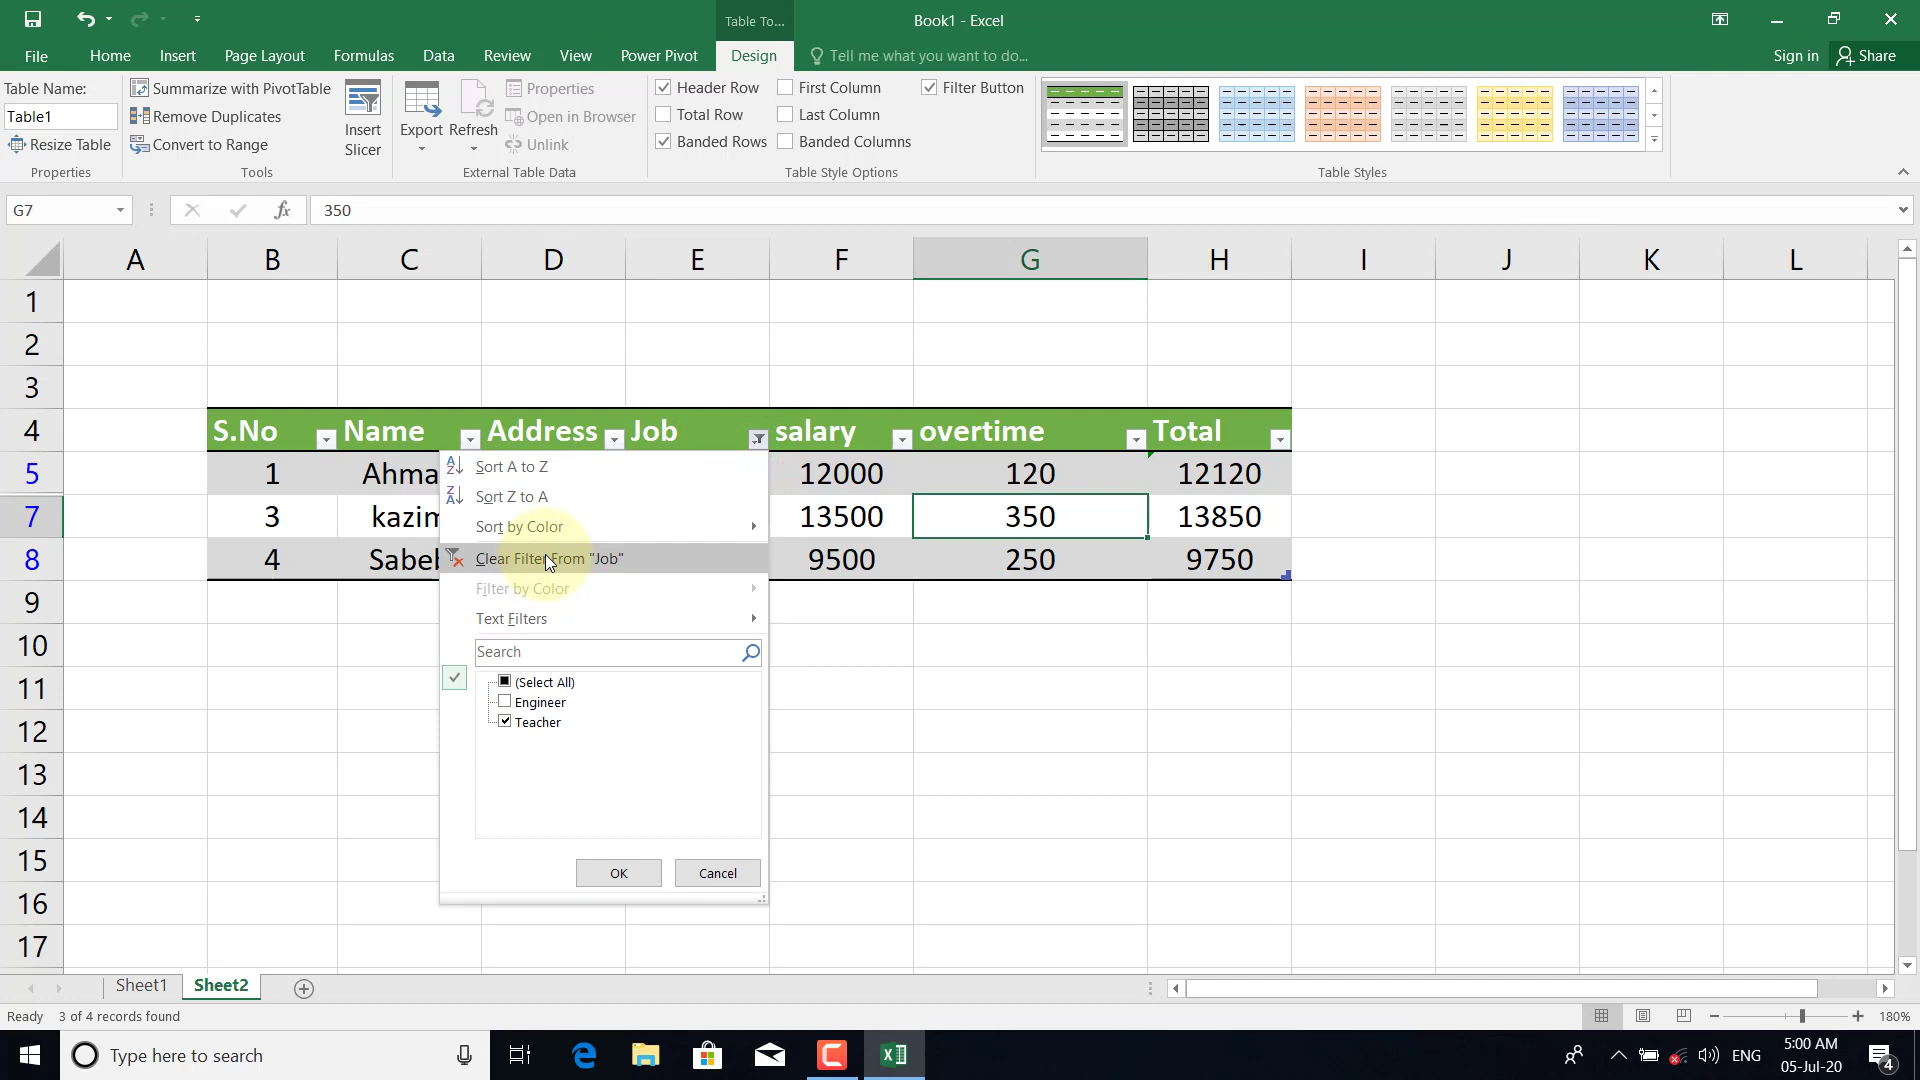 Table To...
Book1 - Excel
File Home Insert Page Layout Formulas Data Review View Power Pivot Design Tell me what you want to do... Sign in Share
Table Name:
Table1
Resize Table
Properties
Summarize with PivotTable
Remove Duplicates
Convert to Range
Tools
Insert Slicer
Export Refresh
Properties
Open in Browser
Unlink
External Table Data
Header Row First Column Filter Button
Total Row Last Column
Banded Rows Banded Columns
Table Style Options
Table Styles
G7 fx 350
A B C D E F G H I J K L
1
2
3
4 S.No Name Address Job salary overtime Total
5 1 Ahma 12000 120 12120
7 3 kazim 13500 350 13850
8 4 Sabe 9500 250 9750
9
10
11
12
13
14
15
16
17
Sort A to Z
Sort Z to A
Sort by Color
Clear Filter From "Job"
Filter by Color
Text Filters
Search
(Select All)
Engineer
Teacher
OK Cancel
Sheet1 Sheet2
Ready 3 of 4 records found 180%
Type here to search
ENG
5:00 AM
05-Jul-20
4